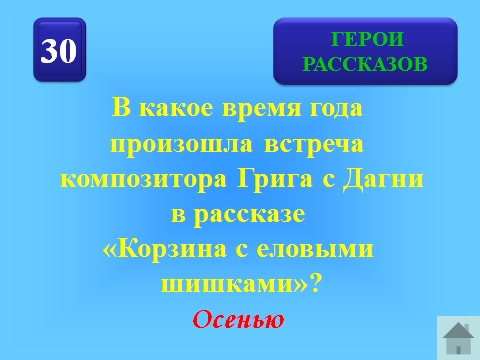 30
ГЕРОИ
РАССКАЗОВ
В какое время года
произошла встреча
композитора Грига с Дагни
в рассказе
«Корзина с еловыми
шишками»?
Осенью